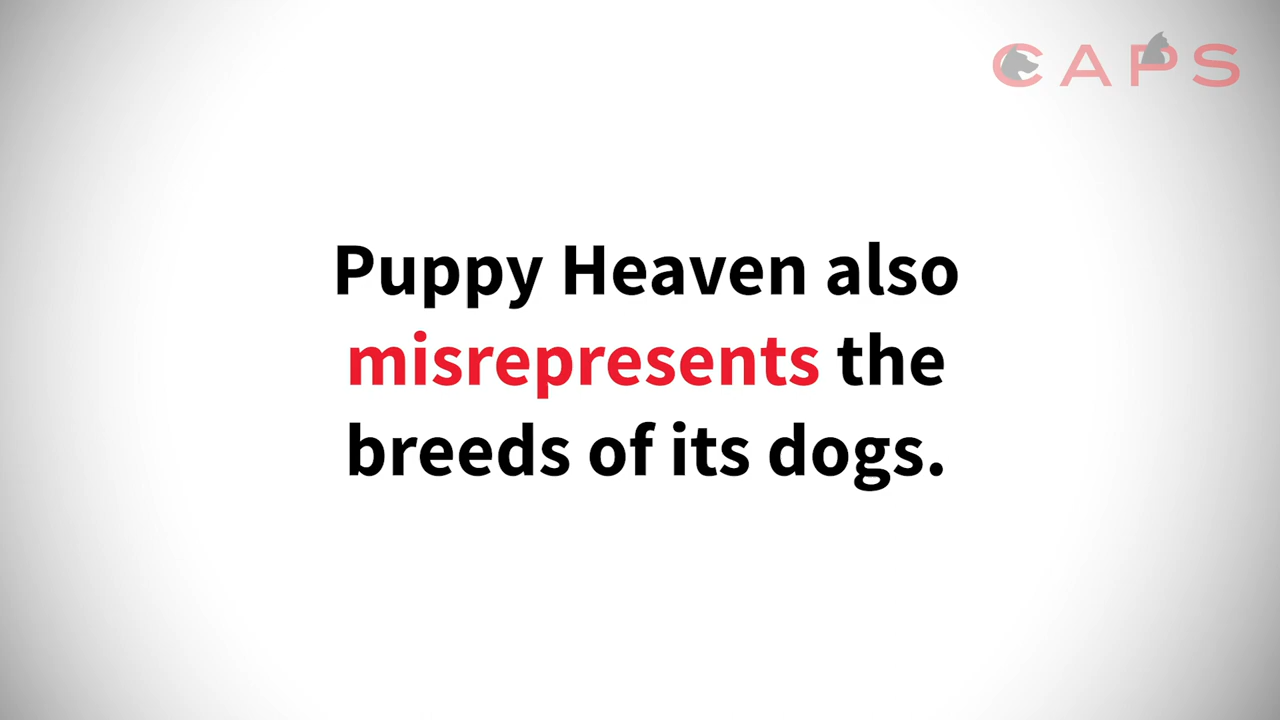 CAPS
Puppy Heaven also
misrepresents the
breeds of its dogs.